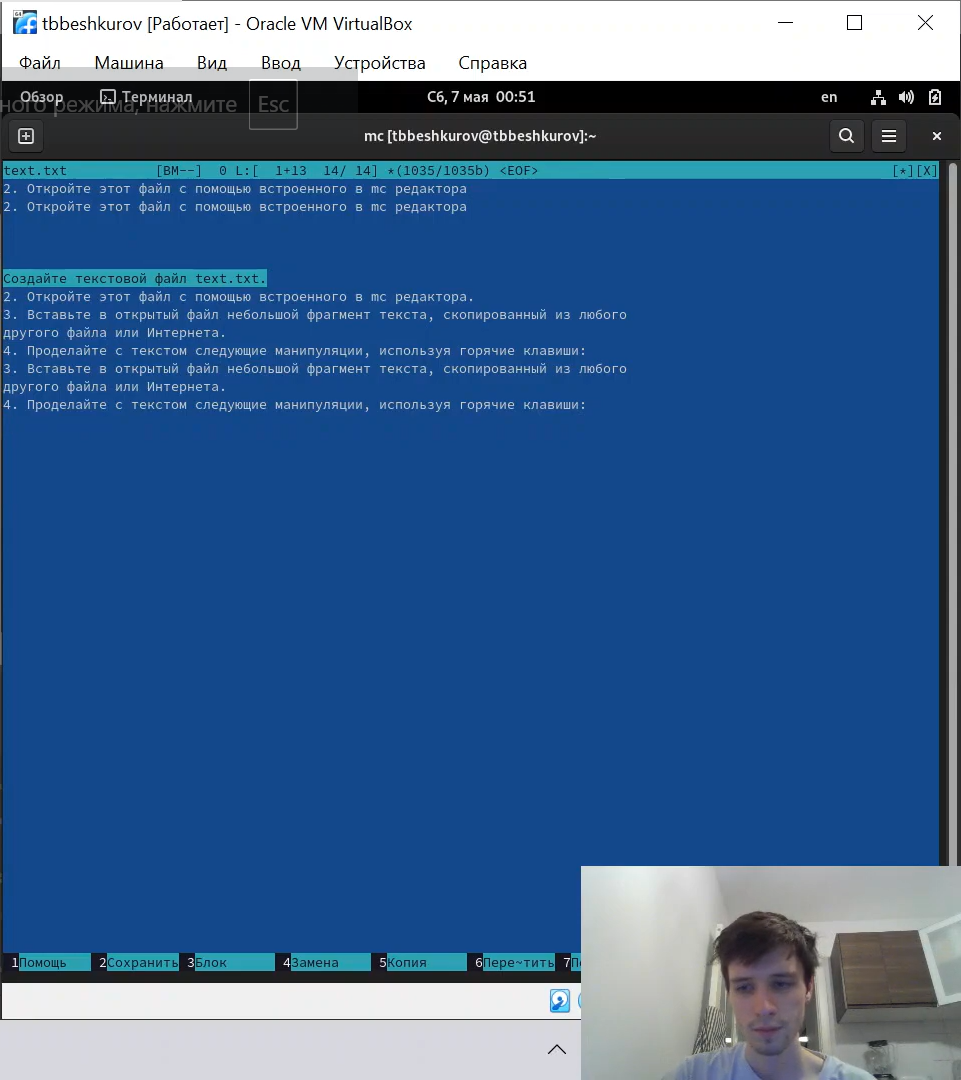 tbbeshkurov [Работает] - Oracle VM VirtualBox
Файл Машина Вид Ввод Устройства Справка
Обзор Терминал Сб, 7 мая 00:51 en
ного режима, нажмите Esc
mc [tbbeshkurov@tbbeshkurov]:~
text.txt [BM--] 0 L:[ 1+13 14/ 14] *(1035/1035b) <EOF> [*][X]
2. Откройте этот файл с помощью встроенного в mc редактора
2. Откройте этот файл с помощью встроенного в mc редактора
Создайте текстовой файл text.txt.
2. Откройте этот файл с помощью встроенного в mc редактора.
3. Вставьте в открытый файл небольшой фрагмент текста, скопированный из любого
другого файла или Интернета.
4. Проделайте с текстом следующие манипуляции, используя горячие клавиши:
3. Вставьте в открытый файл небольшой фрагмент текста, скопированный из любого
другого файла или Интернета.
4. Проделайте с текстом следующие манипуляции, используя горячие клавиши:
1Помощь 2Сохранить 3Блок 4Замена 5Копия 6Пере~тить 7